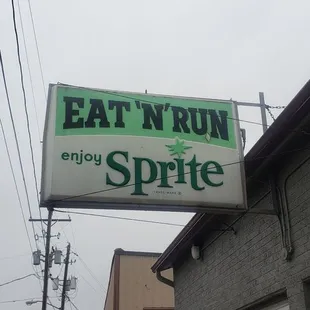 EAT 'N' RUN
enjoy Sprite